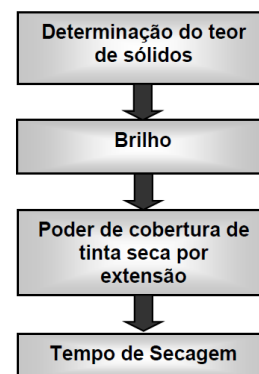 Determinação do teor
de sólidos
Brilho
Poder de cobertura de
tinta seca por
extensão
Tempo de Secagem